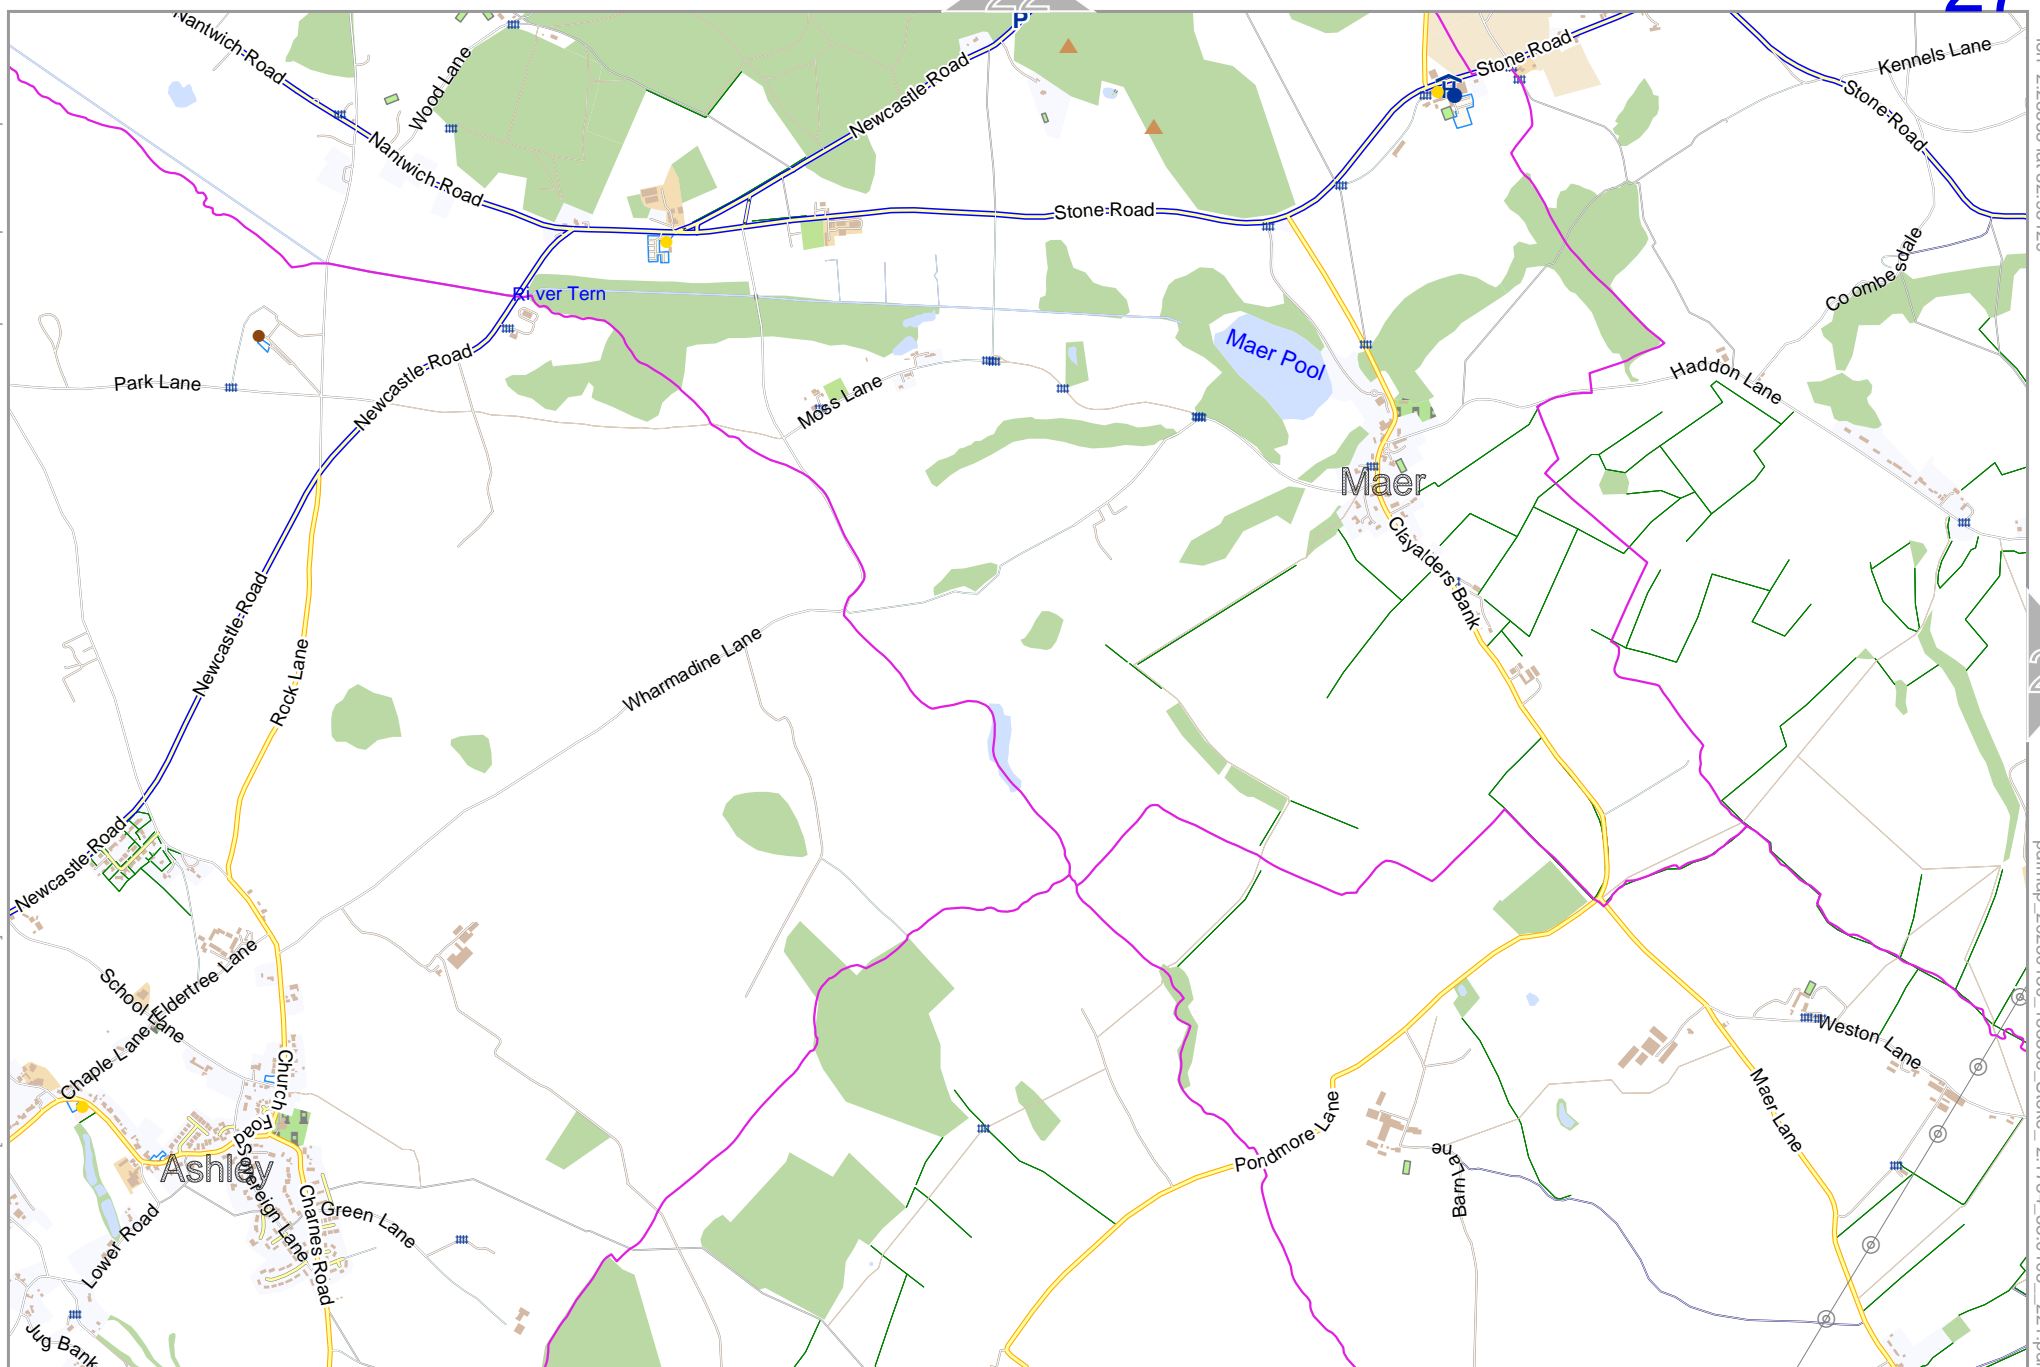 22
27
P
Nantwich Road
Wood Lane
Newcastle Road
Stone Road
Kennels Lane
H
Stone Road
Nantwich Road
Stone Road
Coombesdale
River Tern
Maer Pool
Park Lane
Newcastle Road
Moss Lane
Haddon Lane
Maer
Clayalders Bank
Newcastle Road
Rock Lane
Wharmadine Lane
Newcastle Road
School Lane
Eldertree Lane
Chaple Lane
Church Road
Weston Lane
Maer Lane
Pondmore Lane
Barn Lane
Ashley
Sovereign Lane
Charnes Road
Green Lane
Lower Road
Jug Bank